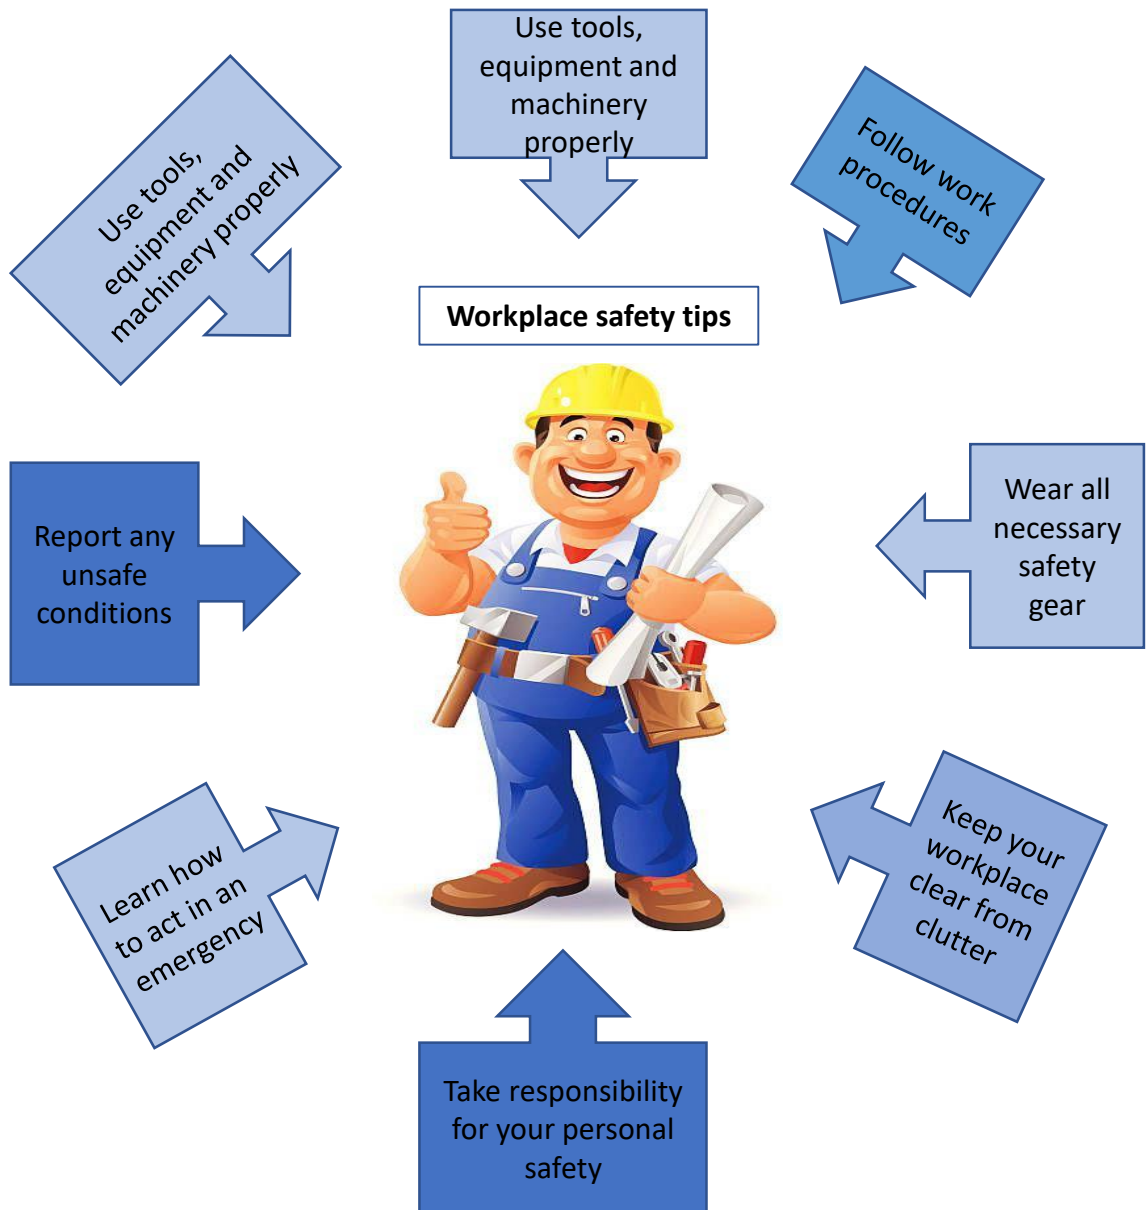 Use tools,
equipment and
machinery
properly
Use tools,
equipment and
machinery properly
Follow work
procedures
Workplace safety tips
Report any
unsafe
conditions
Wear all
necessary
safety
gear
Learn how
to act in an
emergency
Keep your
workplace
clear from
clutter
Take responsibility
for your personal
safety